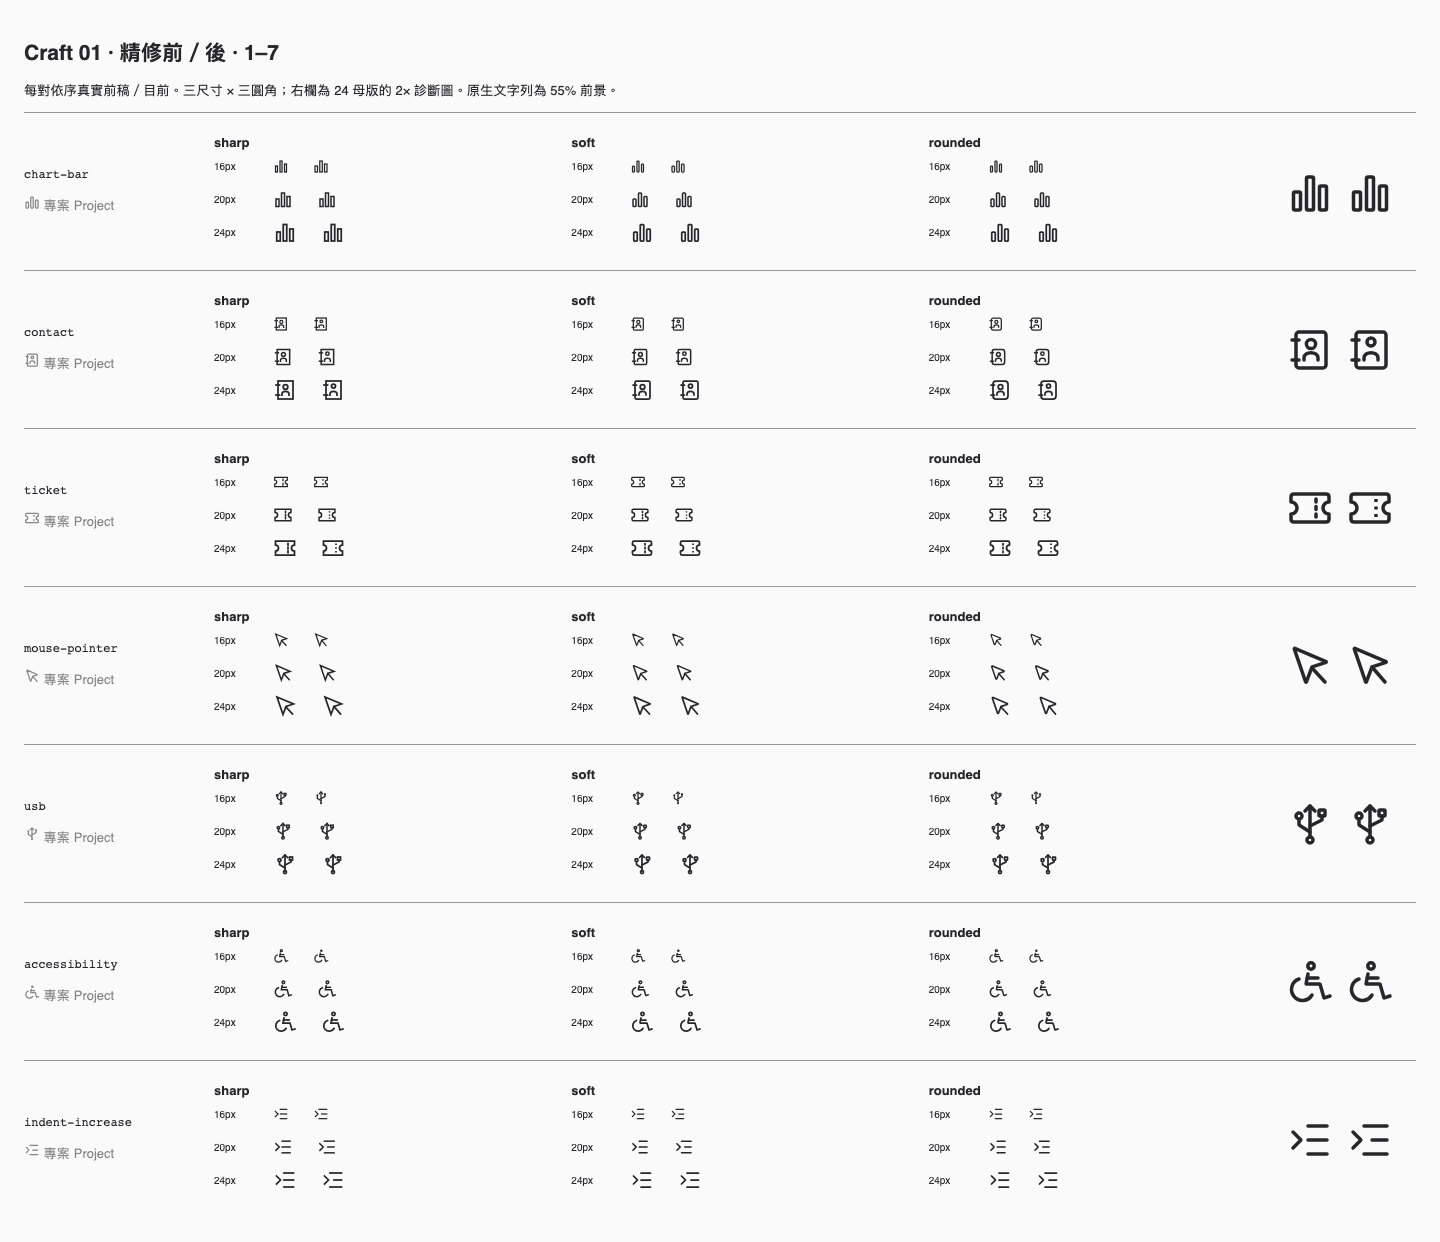 Craft 01 · 精修前 / 後 · 1–7
每對依序真實前稿 / 目前。三尺寸 × 三圓角；右欄為 24 母版的 2× 診斷圖。原生文字列為 55% 前景。
chart-bar
專案 Project
sharp
16px
20px
24px
soft
16px
20px
24px
rounded
16px
20px
24px
contact
專案 Project
sharp
16px
20px
24px
soft
16px
20px
24px
rounded
16px
20px
24px
ticket
專案 Project
sharp
16px
20px
24px
soft
16px
20px
24px
rounded
16px
20px
24px
mouse-pointer
專案 Project
sharp
16px
20px
24px
soft
16px
20px
24px
rounded
16px
20px
24px
usb
專案 Project
sharp
16px
20px
24px
soft
16px
20px
24px
rounded
16px
20px
24px
accessibility
專案 Project
sharp
16px
20px
24px
soft
16px
20px
24px
rounded
16px
20px
24px
indent-increase
專案 Project
sharp
16px
20px
24px
soft
16px
20px
24px
rounded
16px
20px
24px